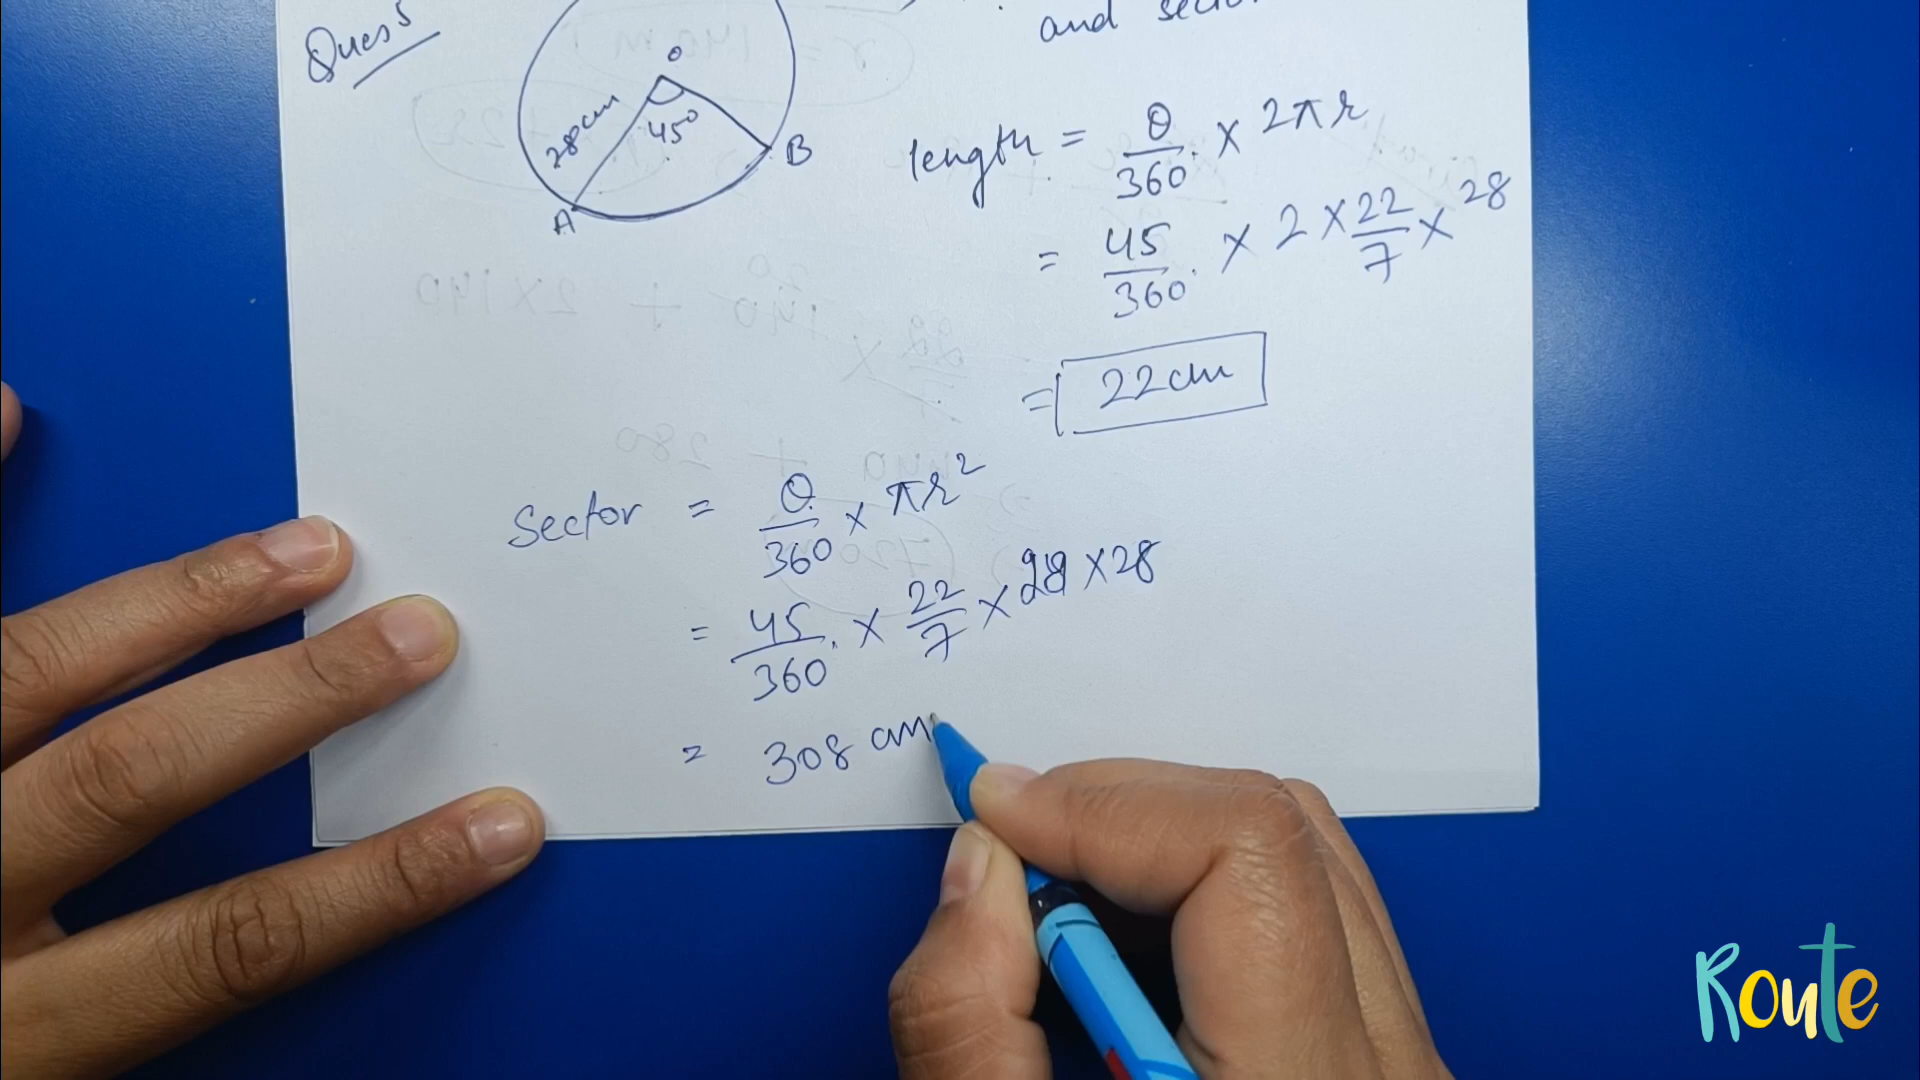 Ques 5
and sector
O
28cm
45°
A
B
length = θ/360 × 2πr
= 45/360 × 2 × 22/7 × 28
= 22cm
Sector = θ/360 × πr²
= 45/360 × 22/7 × 28 × 28
= 308 cm
Route